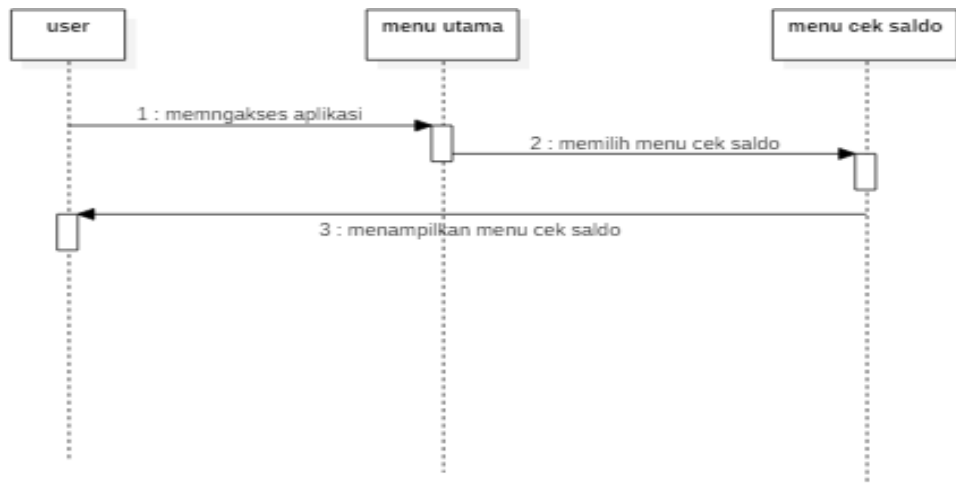 user
menu utama
menu cek saldo
1 : memngakses aplikasi
2 : memilih menu cek saldo
3 : menampilkan menu cek saldo